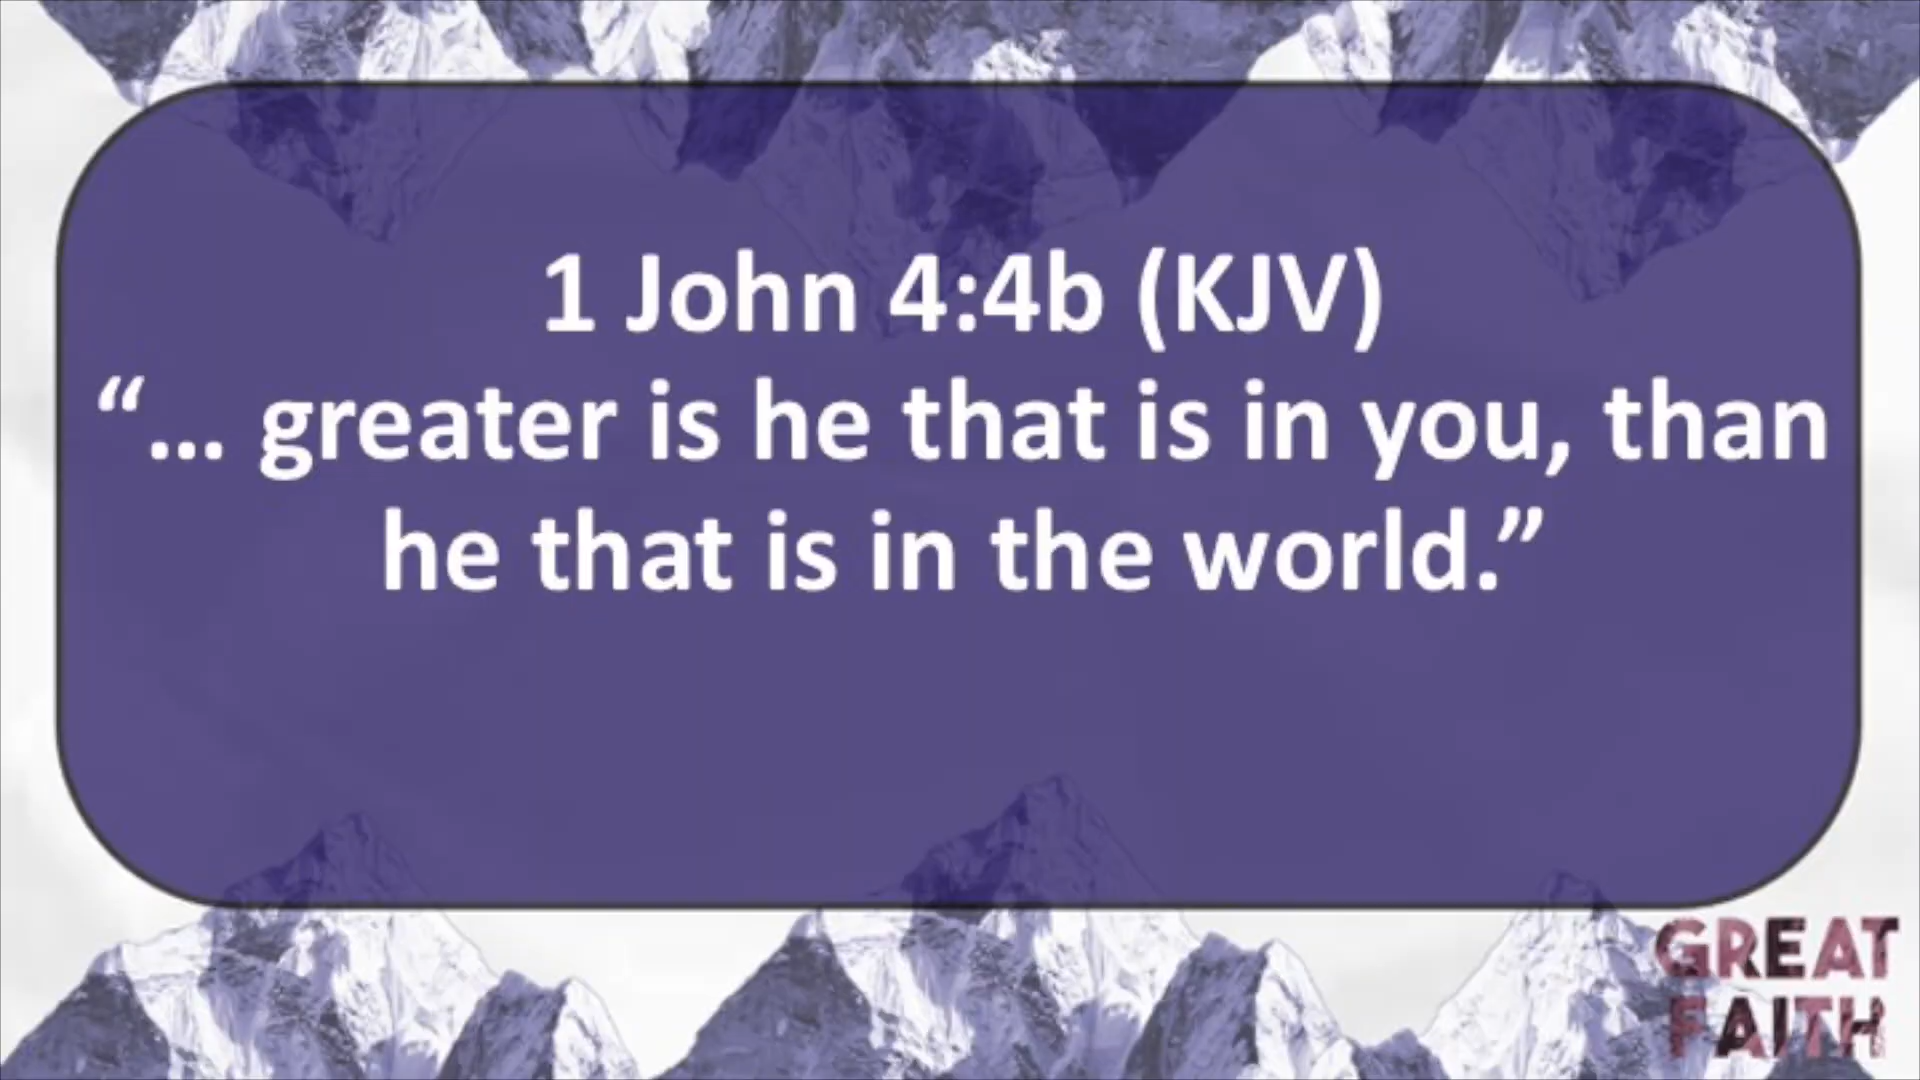 1 John 4:4b (KJV)
“... greater is he that is in you, than
he that is in the world.”
GREAT
FAITH